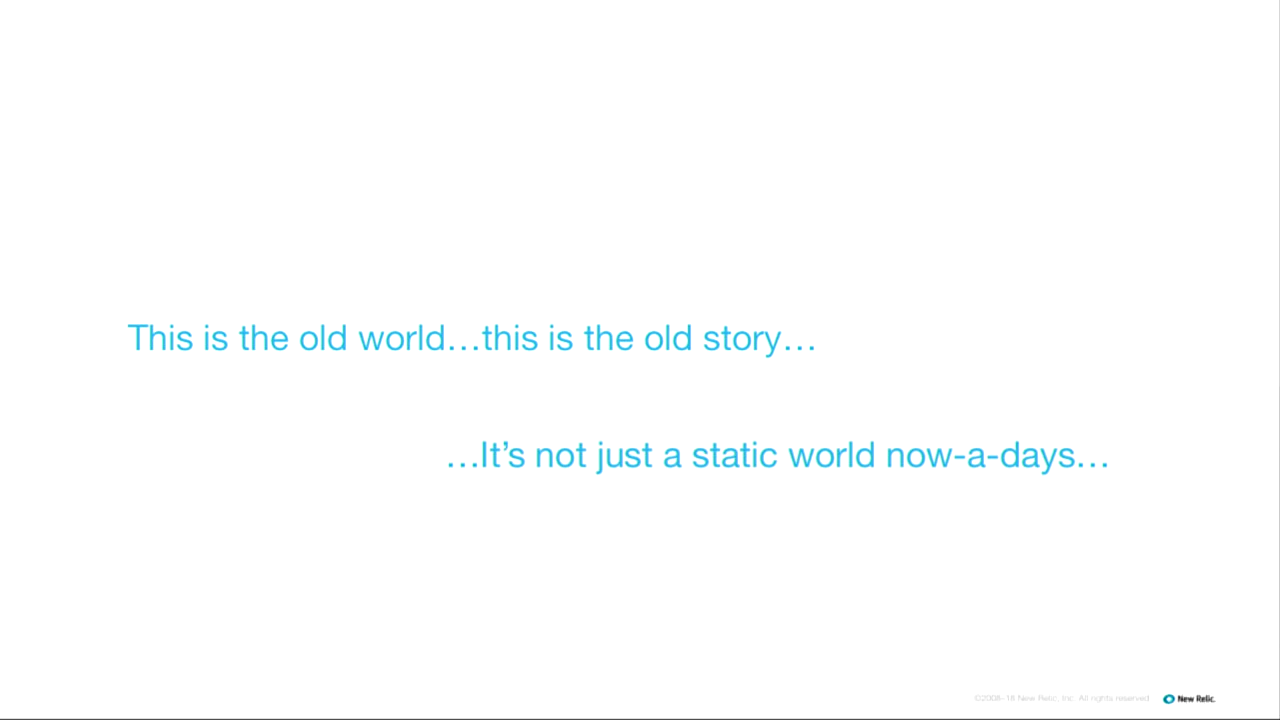 This is the old world…this is the old story…
…It’s not just a static world now-a-days…
©2008–16 New Relic, Inc. All rights reserved
New Relic.